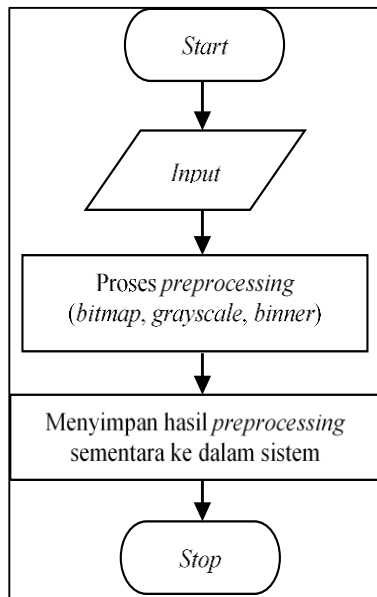 Start
Input
Proses preprocessing
(bitmap, grayscale, binner)
Menyimpan hasil preprocessing
sementara ke dalam sistem
Stop